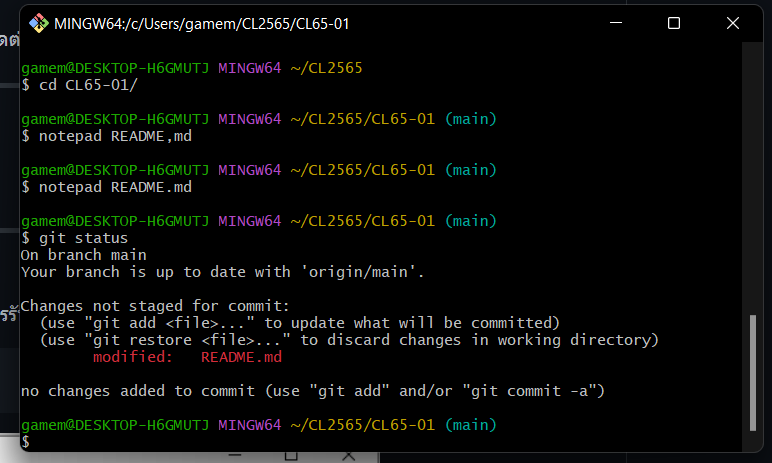 MINGW64:/c/Users/gamem/CL2565/CL65-01
gamem@DESKTOP-H6GMUTJ MINGW64 ~/CL2565
$ cd CL65-01/
gamem@DESKTOP-H6GMUTJ MINGW64 ~/CL2565/CL65-01 (main)
$ notepad README,md
gamem@DESKTOP-H6GMUTJ MINGW64 ~/CL2565/CL65-01 (main)
$ notepad README.md
gamem@DESKTOP-H6GMUTJ MINGW64 ~/CL2565/CL65-01 (main)
$ git status
On branch main
Your branch is up to date with 'origin/main'.
Changes not staged for commit:
(use "git add <file>..." to update what will be committed)
(use "git restore <file>..." to discard changes in working directory)
modified: README.md
no changes added to commit (use "git add" and/or "git commit -a")
gamem@DESKTOP-H6GMUTJ MINGW64 ~/CL2565/CL65-01 (main)
$